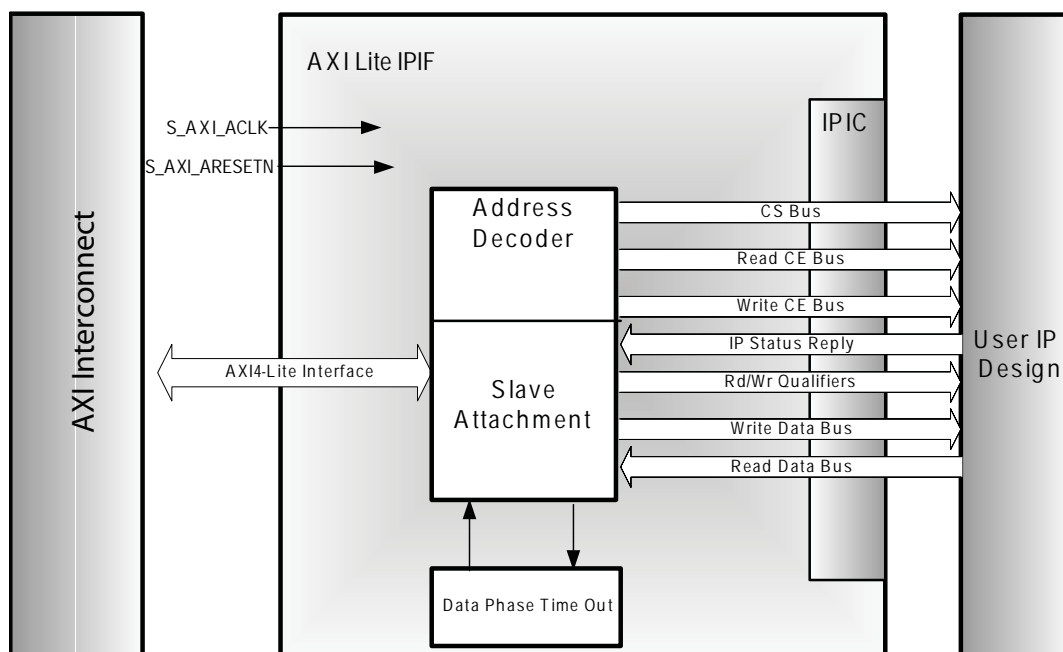 AXI Interconnect
AXI Lite IPIF
S_AXI_ACLK
S_AXI_ARESETN
IPIC
Address
Decoder
Slave
Attachment
AXI4-Lite Interface
CS Bus
Read CE Bus
Write CE Bus
IP Status Reply
Rd/Wr Qualifiers
Write Data Bus
Read Data Bus
User IP
Design
Data Phase Time Out